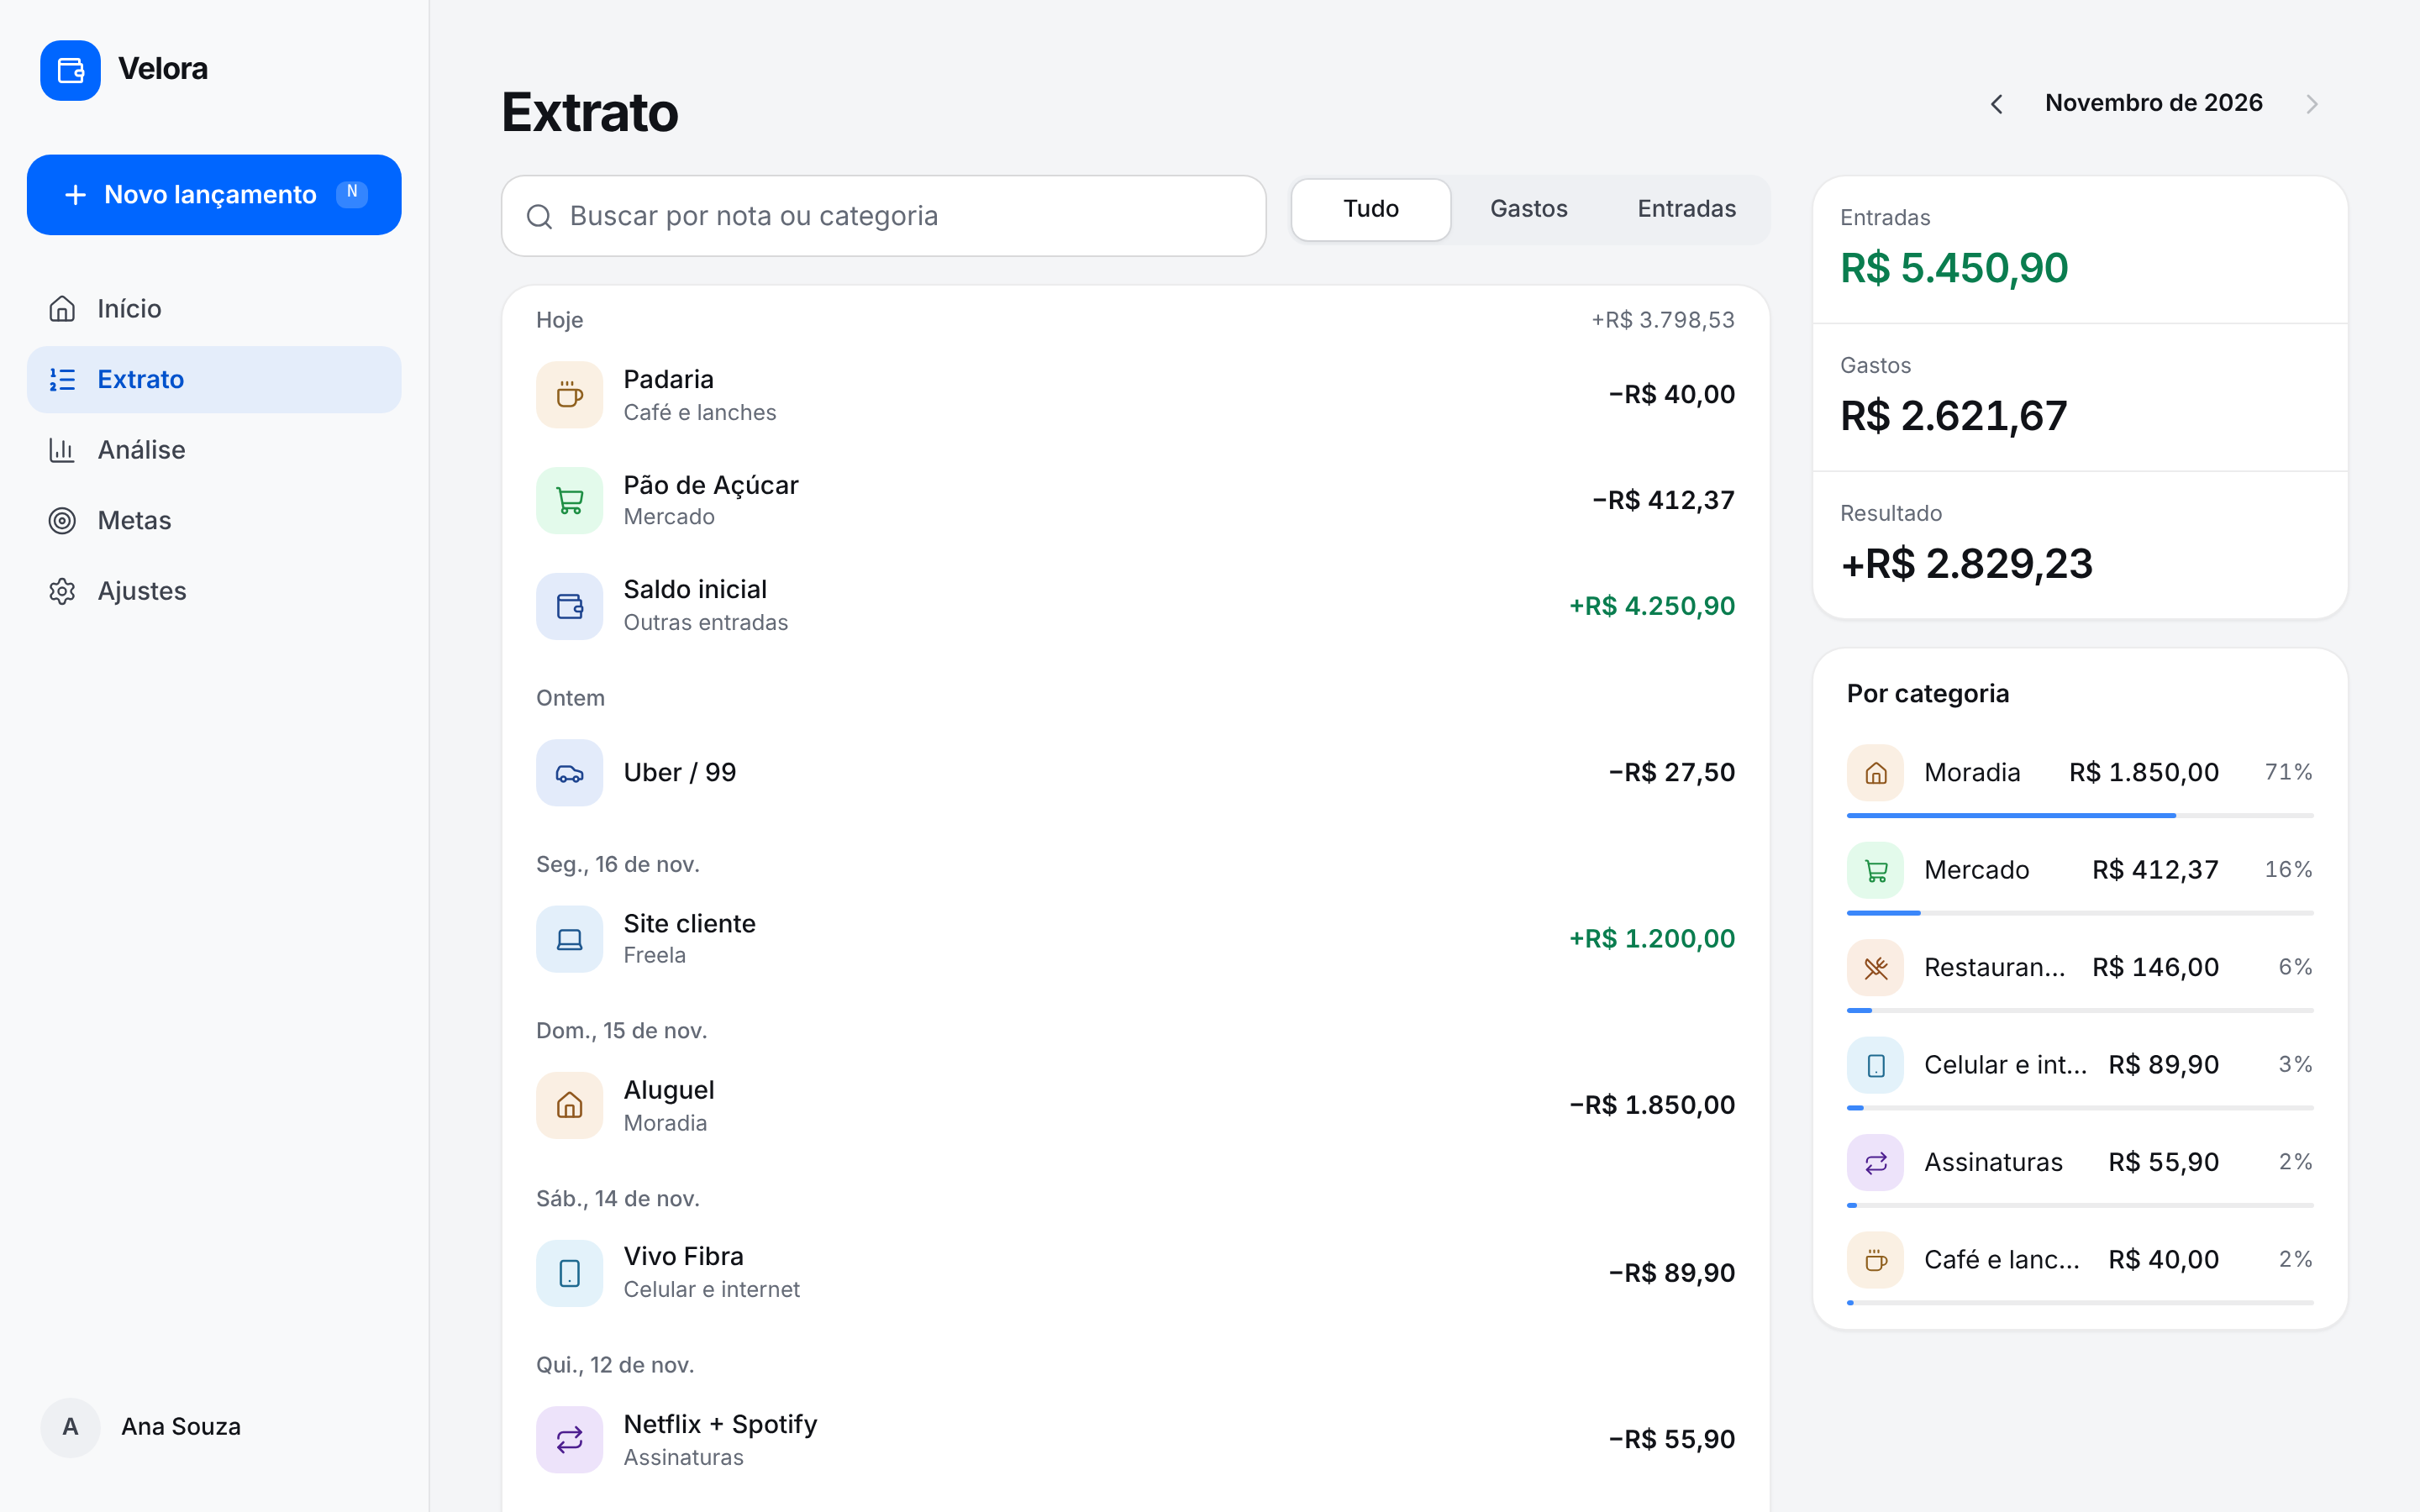 Velora
Novo lançamento N
Início
Extrato
Análise
Metas
Ajustes
A Ana Souza
Extrato
Novembro de 2026
Buscar por nota ou categoria
Tudo Gastos Entradas
Hoje +R$ 3.798,53
Padaria
Café e lanches
−R$ 40,00
Pão de Açúcar
Mercado
−R$ 412,37
Saldo inicial
Outras entradas
+R$ 4.250,90
Ontem
Uber / 99 −R$ 27,50
Seg., 16 de nov.
Site cliente
Freela
+R$ 1.200,00
Dom., 15 de nov.
Aluguel
Moradia
−R$ 1.850,00
Sáb., 14 de nov.
Vivo Fibra
Celular e internet
−R$ 89,90
Qui., 12 de nov.
Netflix + Spotify
Assinaturas
−R$ 55,90
Entradas
R$ 5.450,90
Gastos
R$ 2.621,67
Resultado
+R$ 2.829,23
Por categoria
Moradia R$ 1.850,00 71%
Mercado R$ 412,37 16%
Restauran... R$ 146,00 6%
Celular e int... R$ 89,90 3%
Assinaturas R$ 55,90 2%
Café e lanc... R$ 40,00 2%